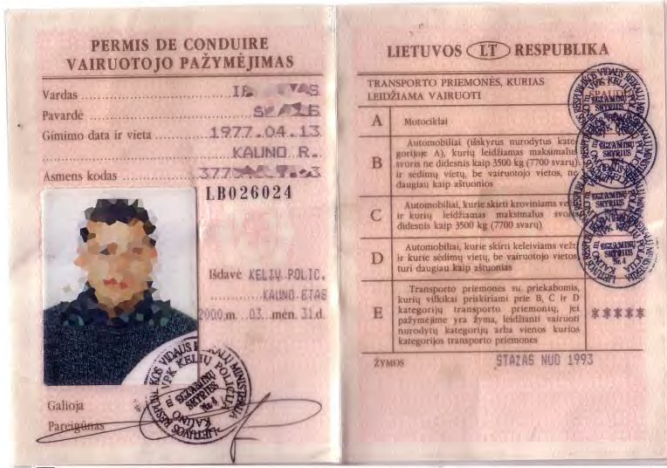 PERMIS DE CONDUIRE
VAIRUOTOJO PAŽYMĖJIMAS
Vardas
Pavardė
Gimimo data ir vieta 1977.04.13
KAUNO R.
Asmens kodas
LB026024
Išdavė KELIŲ POLIC.
KAUNO ETAS
2000 m. 03. mėn. 31 d.
Galioja
Pareigūnas
LIETUVOS LT RESPUBLIKA
TRANSPORTO PRIEMONĖS, KURIAS
LEIDŽIAMA VAIRUOTI
A Motociklai
B Automobiliai (išskyrus nurodytus kate-
gorijoje A), kurių leidžiamas maksimalus
svoris ne didesnis kaip 3500 kg (7700 svarų)
ir sėdimų vietų, be vairuotojo vietos, ne
daugiau kaip aštuonios
C Automobiliai, kurie skirti kroviniams vežti
ir kurių leidžiamas maksimalus svoris
didesnis kaip 3500 kg (7700 svarų)
D Automobiliai, kurie skirti keleiviams vežti
ir kurie sėdimų vietų, be vairuotojo vietos
turi daugiau kaip aštuonias
E Transporto priemonės su priekabomis,
kurių vilkikai priskiriami prie B, C ir D
kategorijų transporto priemonių, jei
pažymėjime yra žyma, leidžianti vairuoti
nurodytų kategorijų arba vienos kurios
kategorijos transporto priemones
*****
ŽYMOS STAŽAS NUO 1993